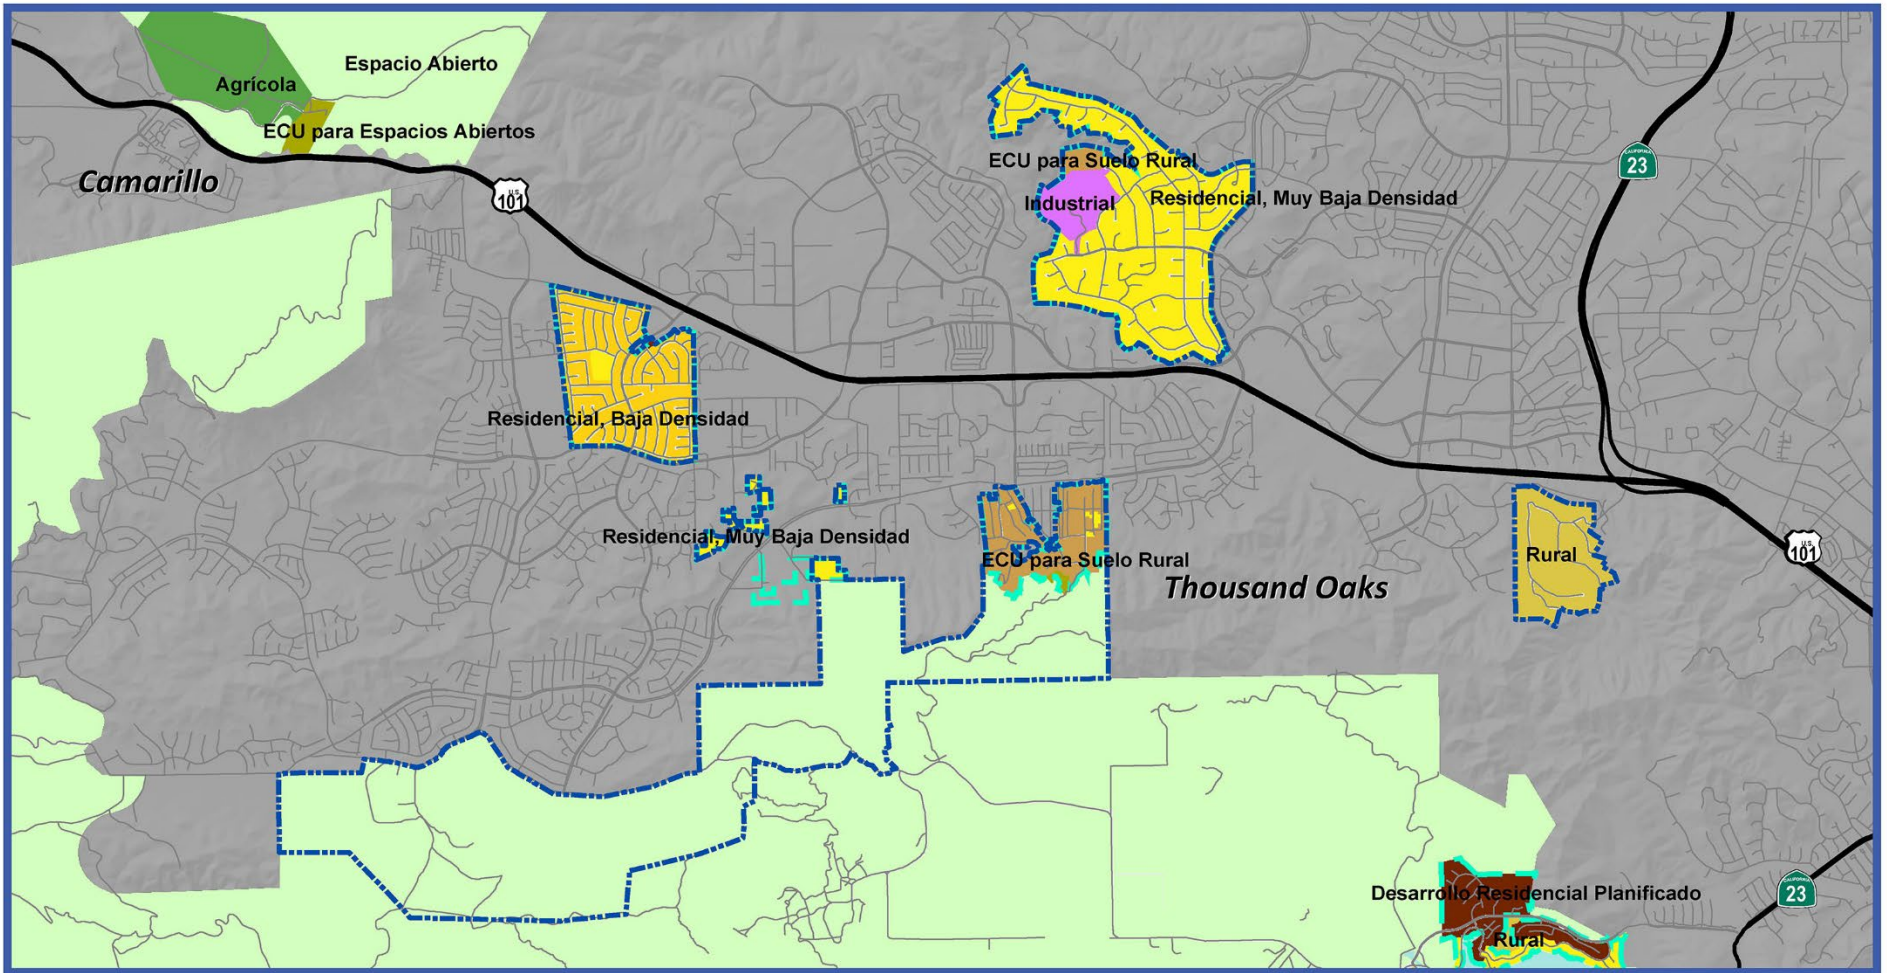 Espacio Abierto
Agrícola
ECU para Espacios Abiertos
Camarillo
U.S.
101
CALIFORNIA
23
ECU para Suelo Rural
Industrial
Residencial, Muy Baja Densidad
Residencial, Baja Densidad
Residencial, Muy Baja Densidad
ECU para Suelo Rural
Thousand Oaks
Rural
U.S.
101
Desarrollo Residencial Planificado
CALIFORNIA
23
Rural